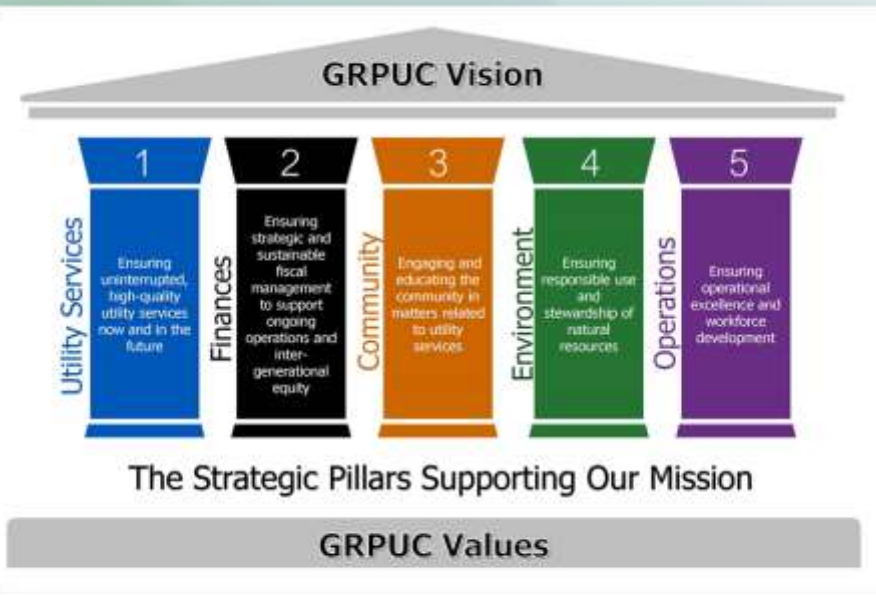 GRPUC Vision
1
Utility Services
Ensuring
uninterrupted,
high-quality
utility services
now and in the
future
2
Finances
Ensuring
strategic and
sustainable
fiscal
management
to support
ongoing
operations and
inter-
generational
equity
3
Community
Engaging and
educating the
community in
matters related
to utility
services
4
Environment
Ensuring
responsible use
and
stewardship of
natural
resources
5
Operations
Ensuring
operational
excellence and
workforce
development
The Strategic Pillars Supporting Our Mission
GRPUC Values